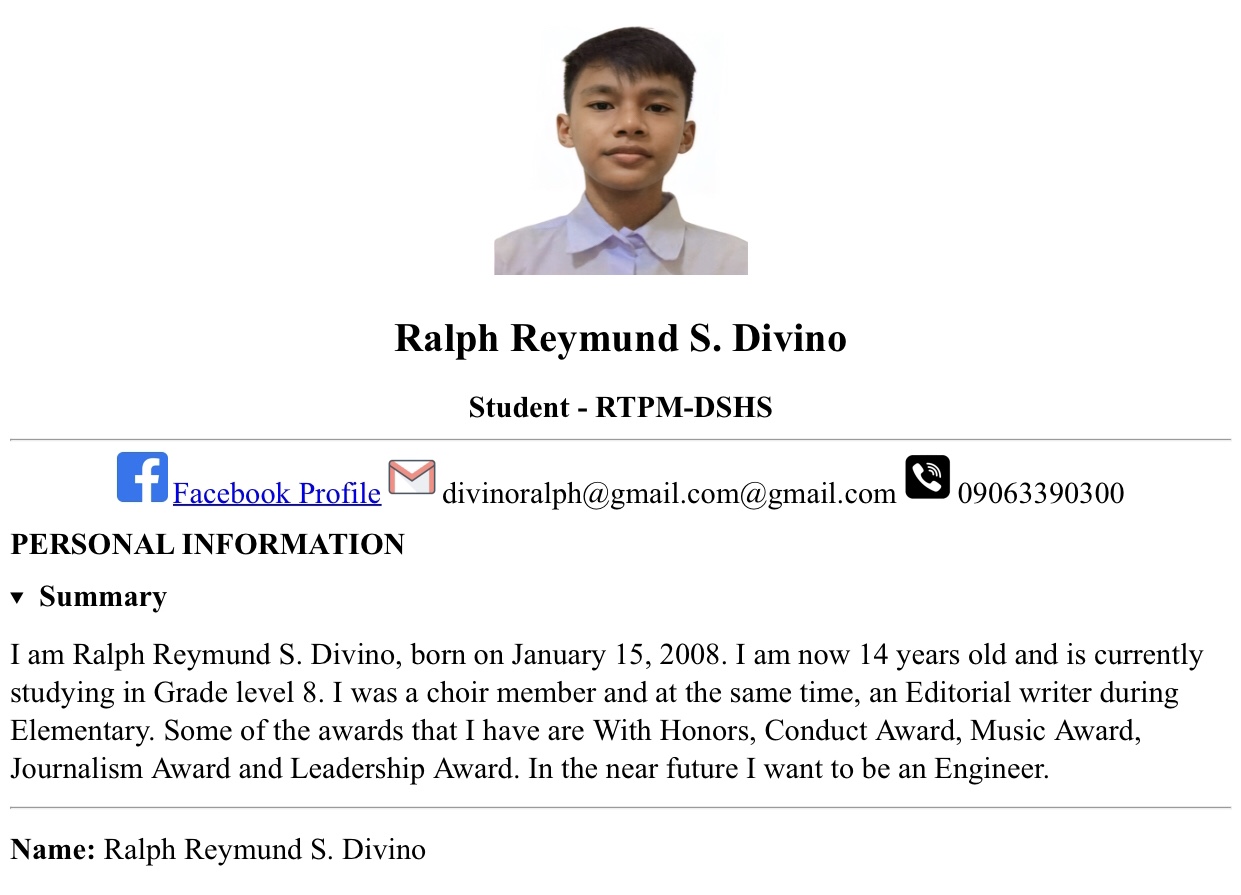 Ralph Reymund S. Divino
Student - RTPM-DSHS
Facebook Profile divinoralph@gmail.com@gmail.com 09063390300
PERSONAL INFORMATION
▾ Summary
I am Ralph Reymund S. Divino, born on January 15, 2008. I am now 14 years old and is currently
studying in Grade level 8. I was a choir member and at the same time, an Editorial writer during
Elementary. Some of the awards that I have are With Honors, Conduct Award, Music Award,
Journalism Award and Leadership Award. In the near future I want to be an Engineer.
Name: Ralph Reymund S. Divino